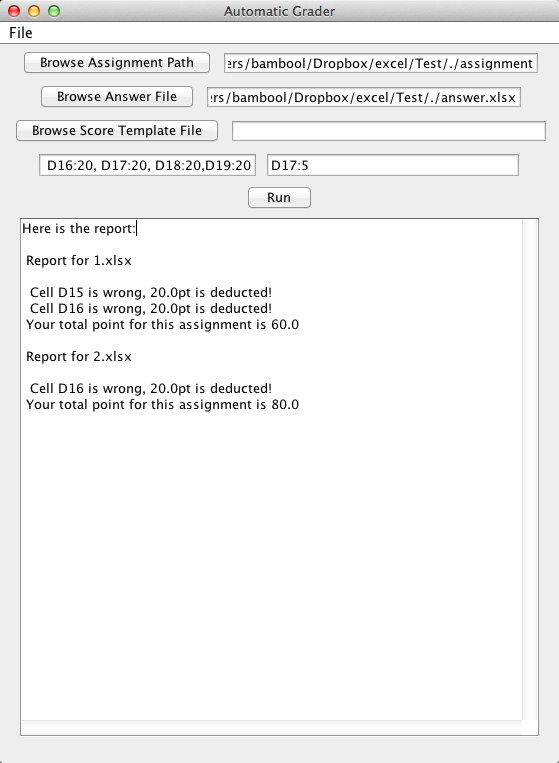 Automatic Grader
File
Browse Assignment Path
ers/bambool/Dropbox/excel/Test/./assignment
Browse Answer File
ers/bambool/Dropbox/excel/Test/./answer.xlsx
Browse Score Template File
D16:20, D17:20, D18:20,D19:20
D17:5
Run
Here is the report:
Report for 1.xlsx
Cell D15 is wrong, 20.0pt is deducted!
Cell D16 is wrong, 20.0pt is deducted!
Your total point for this assignment is 60.0
Report for 2.xlsx
Cell D16 is wrong, 20.0pt is deducted!
Your total point for this assignment is 80.0